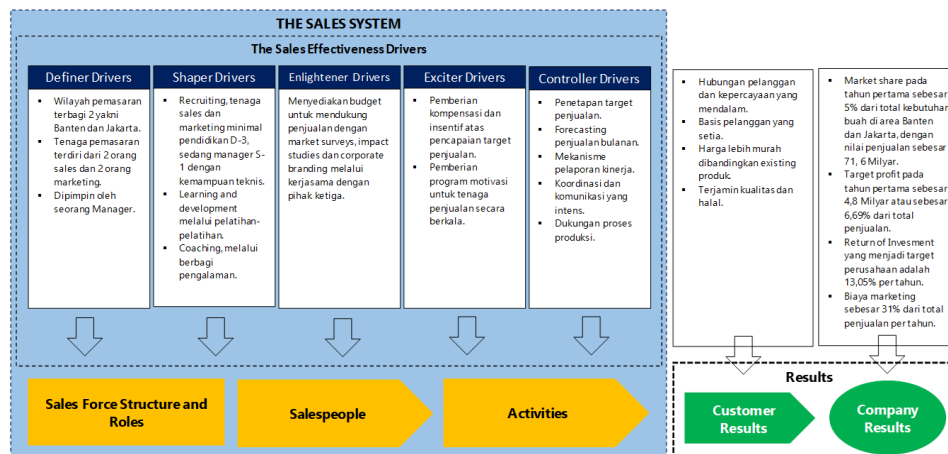 THE SALES SYSTEM
The Sales Effectiveness Drivers
Definer Drivers
▪ Wilayah pemasaran
terbagi 2 yakni
Banten dan Jakarta.
▪ Tenaga pemasaran
terdiri dari 2 orang
sales dan 2 orang
marketing.
▪ Dipimpin oleh
seorang Manager.
Shaper Drivers
▪ Recruiting, tenaga
sales dan
marketing minimal
pendidikan D-3,
sedang manager S-
1 dengan
kemampuan teknis.
▪ Learning and
development
melalui pelatihan-
pelatihan.
▪ Coaching, melalui
berbagi
pengalaman.
Enlightener Drivers
Menyediakan budget
untuk mendukung
penjualan dengan
market surveys, impact
studies dan corporate
branding melalui
kerjasama dengan
pihak ketiga.
Exciter Drivers
▪ Pemberian
kompensasi dan
insentif atas
pencapaian target
penjualan.
▪ Pemberian
program motivasi
untuk tenaga
penjualan secara
berkala.
Controller Drivers
▪ Penetapan target
penjualan.
▪ Forecasting
penjualan bulanan.
▪ Mekanisme
pelaporan kinerja.
▪ Koordinasi dan
komunikasi yang
intens.
▪ Dukungan proses
produksi.
▪ Hubungan pelanggan
dan kepercayaan yang
mendalam.
▪ Basis pelanggan yang
setia.
▪ Harga lebih murah
dibandingkan existing
produk.
▪ Terjamin kualitas dan
halal.
▪ Market share pada
tahun pertama sebesar
5% dari total kebutuhan
buah di area Banten
dan Jakarta, dengan
nilai penjualan sebesar
71, 6 Milyar.
▪ Target profit pada
tahun pertama sebesar
4,8 Milyar atau sebesar
6,69% dari total
penjualan.
▪ Return of Invesment
yang menjadi target
perusahaan adalah
13,05% per tahun.
▪ Biaya marketing
sebesar 31% dari total
penjualan per tahun.
Sales Force Structure and
Roles
Salespeople
Activities
Results
Customer
Results
Company
Results